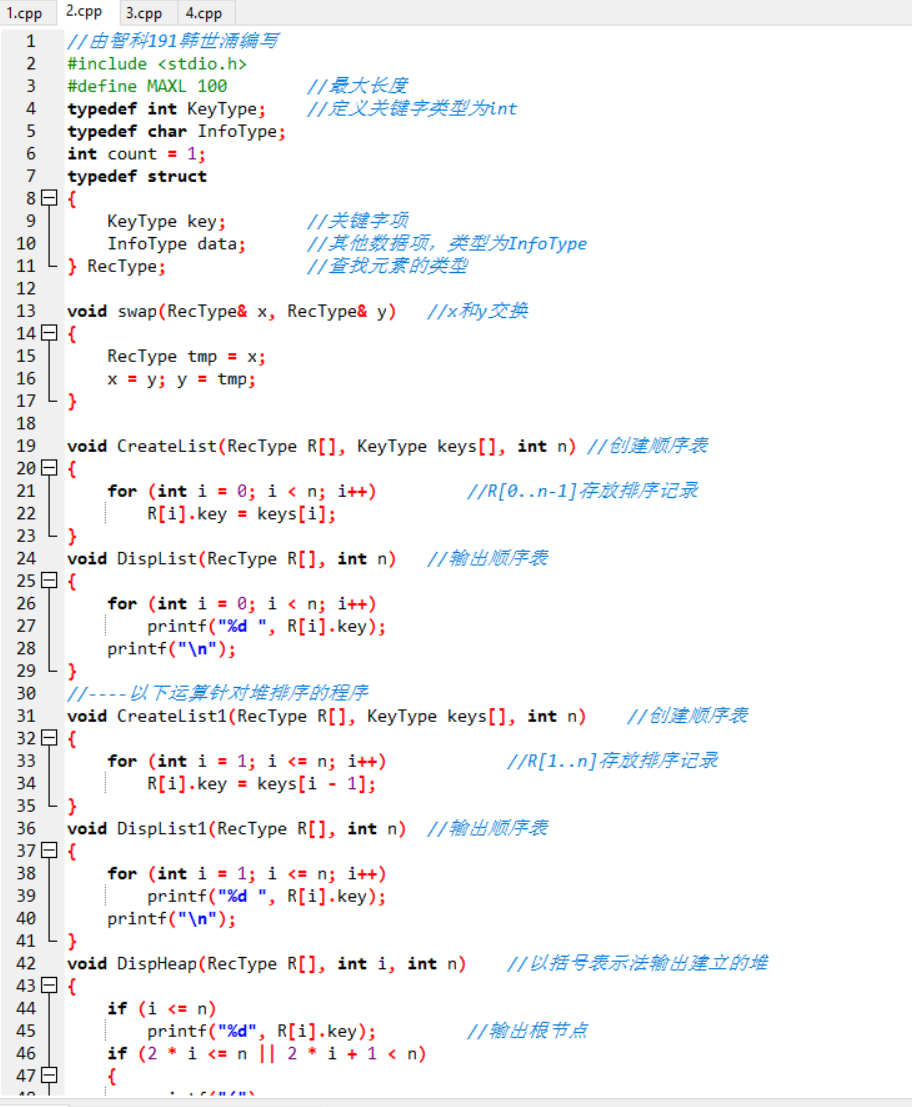 1.cpp 2.cpp 3.cpp 4.cpp
1 //由智科191韩世涌编写
2 #include <stdio.h>
3 #define MAXL 100 //最大长度
4 typedef int KeyType; //定义关键字类型为int
5 typedef char InfoType;
6 int count = 1;
7 typedef struct
8 {
9 KeyType key; //关键字项
10 InfoType data; //其他数据项，类型为InfoType
11 } RecType; //查找元素的类型
12
13 void swap(RecType& x, RecType& y) //x和y交换
14 {
15 RecType tmp = x;
16 x = y; y = tmp;
17 }
18
19 void CreateList(RecType R[], KeyType keys[], int n) //创建顺序表
20 {
21 for (int i = 0; i < n; i++) //R[0..n-1]存放排序记录
22 R[i].key = keys[i];
23 }
24 void DispList(RecType R[], int n) //输出顺序表
25 {
26 for (int i = 0; i < n; i++)
27 printf("%d ", R[i].key);
28 printf("\n");
29 }
30 //----以下运算针对堆排序的程序
31 void CreateList1(RecType R[], KeyType keys[], int n) //创建顺序表
32 {
33 for (int i = 1; i <= n; i++) //R[1..n]存放排序记录
34 R[i].key = keys[i - 1];
35 }
36 void DispList1(RecType R[], int n) //输出顺序表
37 {
38 for (int i = 1; i <= n; i++)
39 printf("%d ", R[i].key);
40 printf("\n");
41 }
42 void DispHeap(RecType R[], int i, int n) //以括号表示法输出建立的堆
43 {
44 if (i <= n)
45 printf("%d", R[i].key); //输出根节点
46 if (2 * i <= n || 2 * i + 1 < n)
47 {